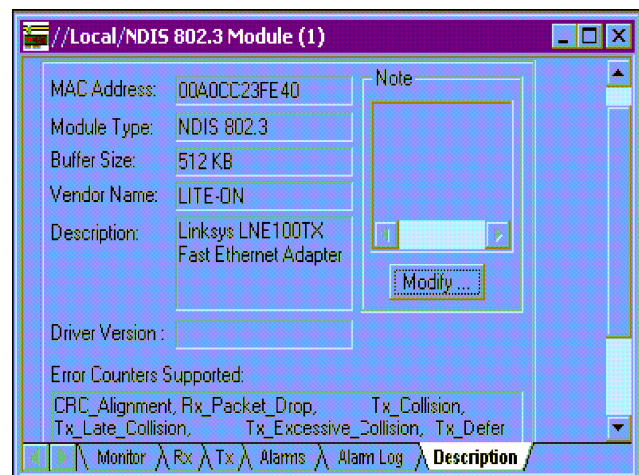 //Local/NDIS 802.3 Module (1)
MAC Address: 00A0CC23FE40
Note
Module Type: NDIS 802.3
Buffer Size: 512 KB
Vendor Name: LITE-ON
Description: Linksys LNE100TX
Fast Ethernet Adapter
Modify ...
Driver Version :
Error Counters Supported:
CRC_Alignment, Rx_Packet_Drop, Tx_Collision,
Tx_Late_Collision, Tx_Excessive_Collision, Tx_Defer
Monitor Rx Tx Alarms Alarm Log Description